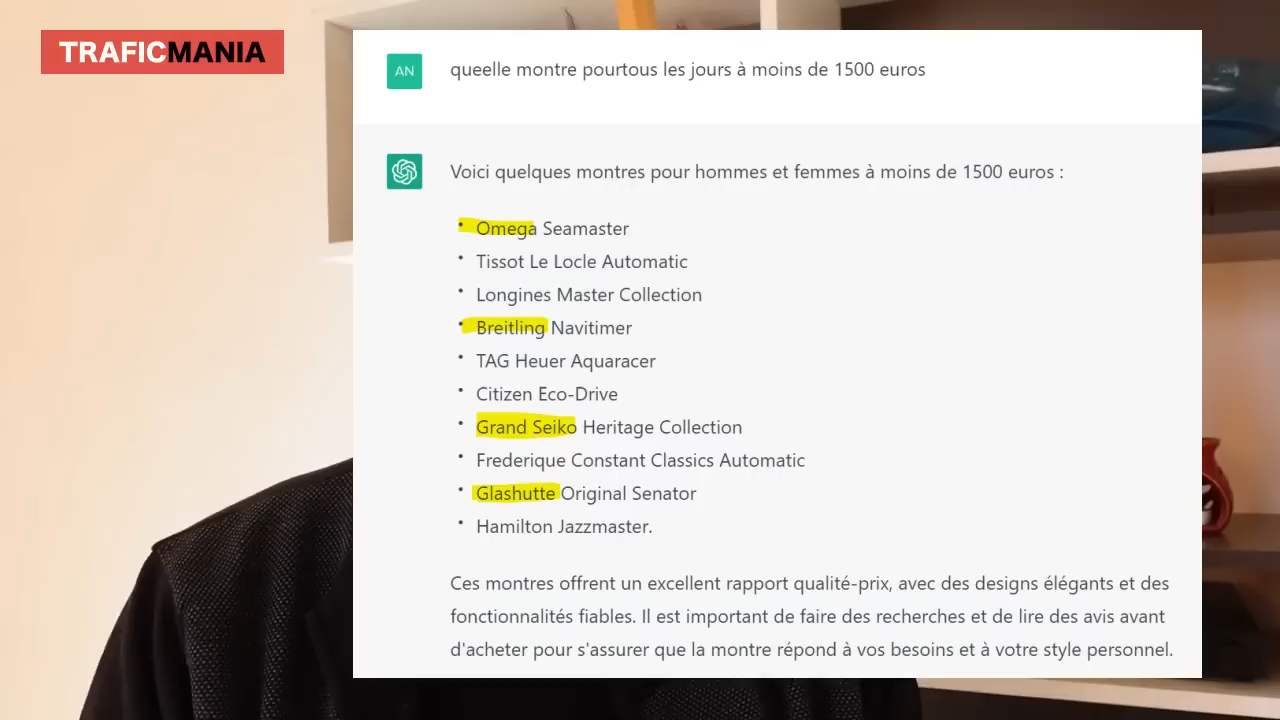 TRAFICMANIA
AN
queelle montre pourtous les jours à moins de 1500 euros
Voici quelques montres pour hommes et femmes à moins de 1500 euros :
• Omega Seamaster
• Tissot Le Locle Automatic
• Longines Master Collection
• Breitling Navitimer
• TAG Heuer Aquaracer
• Citizen Eco-Drive
• Grand Seiko Heritage Collection
• Frederique Constant Classics Automatic
• Glashutte Original Senator
• Hamilton Jazzmaster.
Ces montres offrent un excellent rapport qualité-prix, avec des designs élégants et des
fonctionnalités fiables. Il est important de faire des recherches et de lire des avis avant
d'acheter pour s'assurer que la montre répond à vos besoins et à votre style personnel.